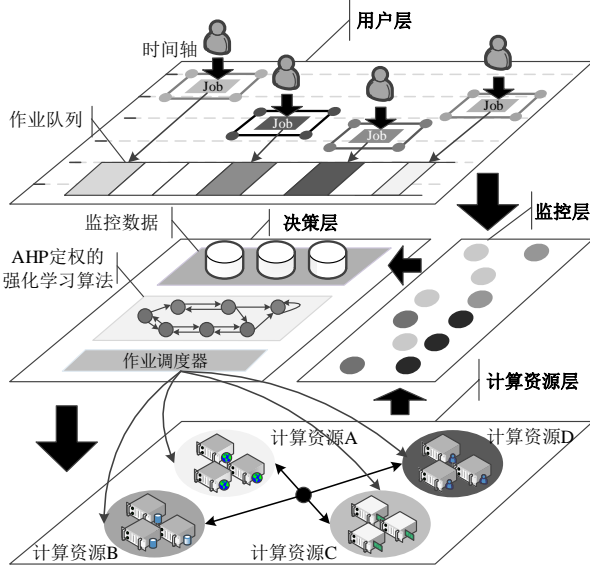 用户层
时间轴
Job
Job
Job
Job
作业队列
监控数据
决策层
监控层
AHP定权的
强化学习算法
作业调度器
计算资源层
计算资源A
计算资源D
计算资源B
计算资源C